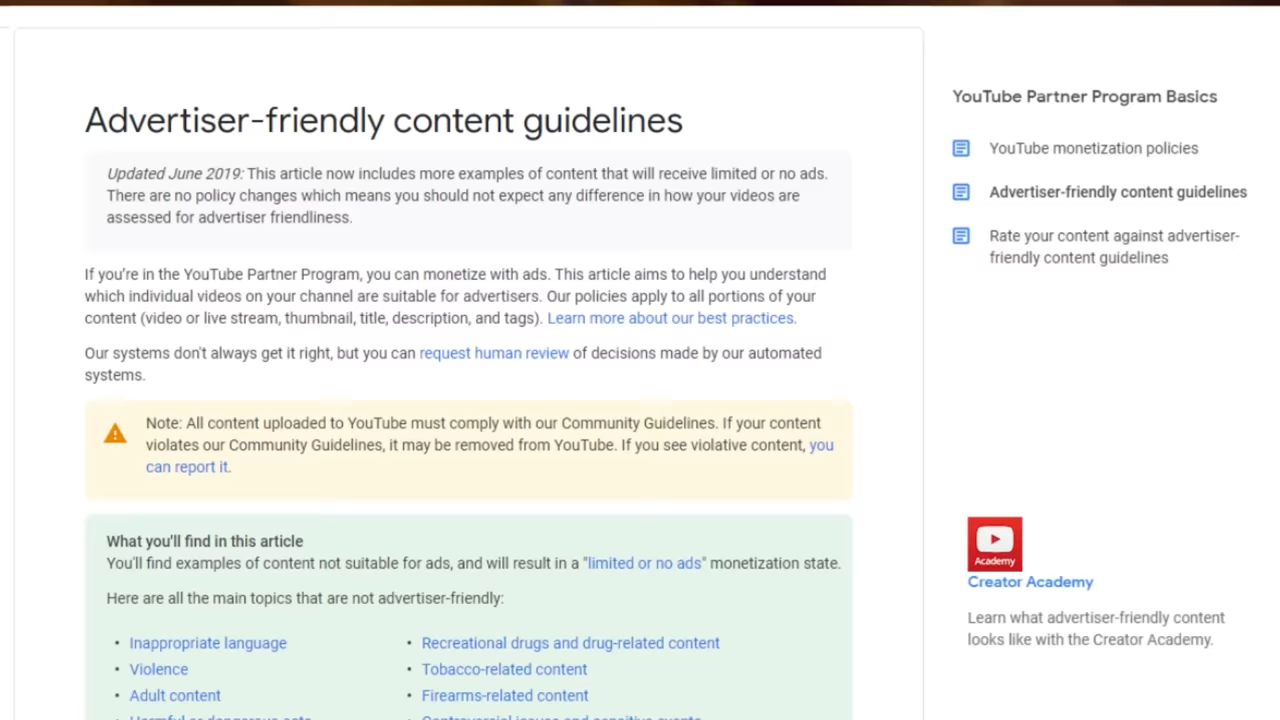 Advertiser-friendly content guidelines
Updated June 2019: This article now includes more examples of content that will receive limited or no ads.
There are no policy changes which means you should not expect any difference in how your videos are
assessed for advertiser friendliness.
If you're in the YouTube Partner Program, you can monetize with ads. This article aims to help you understand
which individual videos on your channel are suitable for advertisers. Our policies apply to all portions of your
content (video or live stream, thumbnail, title, description, and tags). Learn more about our best practices.
Our systems don't always get it right, but you can request human review of decisions made by our automated
systems.
Note: All content uploaded to YouTube must comply with our Community Guidelines. If your content
violates our Community Guidelines, it may be removed from YouTube. If you see violative content, you
can report it.
What you'll find in this article
You'll find examples of content not suitable for ads, and will result in a "limited or no ads" monetization state.
Here are all the main topics that are not advertiser-friendly:
• Inappropriate language
• Violence
• Adult content
• Harmful or dangerous acts
• Recreational drugs and drug-related content
• Tobacco-related content
• Firearms-related content
• Controversial issues and sensitive events
YouTube Partner Program Basics
YouTube monetization policies
Advertiser-friendly content guidelines
Rate your content against advertiser-
friendly content guidelines
Academy
Creator Academy
Learn what advertiser-friendly content
looks like with the Creator Academy.